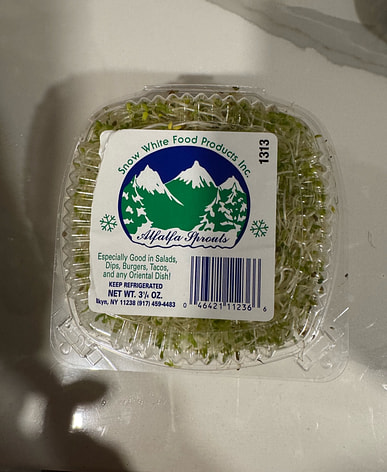 Snow White Food Products Inc.
1313
Alfalfa Sprouts
Especially Good in Salads,
Dips, Burgers, Tacos,
and any Oriental Dish!
KEEP REFRIGERATED
NET WT. 3¼ OZ.
Bkyn, NY 11238 (917) 459-4483
0 46421 11236 6